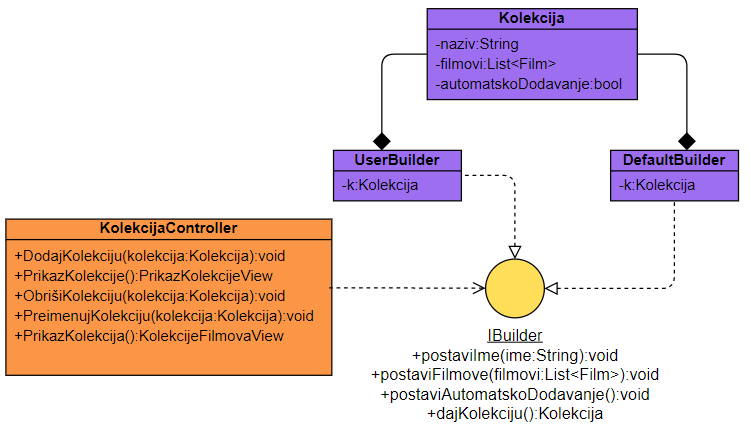 Kolekcija
-naziv:String
-filmovi:List<Film>
-automatskoDodavanje:bool
UserBuilder
-k:Kolekcija
DefaultBuilder
-k:Kolekcija
KolekcijaController
+DodajKolekciju(kolekcija:Kolekcija):void
+PrikazKolekcije():PrikazKolekcijeView
+ObrišiKolekciju(kolekcija:Kolekcija):void
+PreimenujKolekciju(kolekcija:Kolekcija):void
+PrikazKolekcija():KolekcijeFilmovaView
IBuilder
+postaviIme(ime:String):void
+postaviFilmove(filmovi:List<Film>):void
+postaviAutomatskoDodavanje():void
+dajKolekciju():Kolekcija